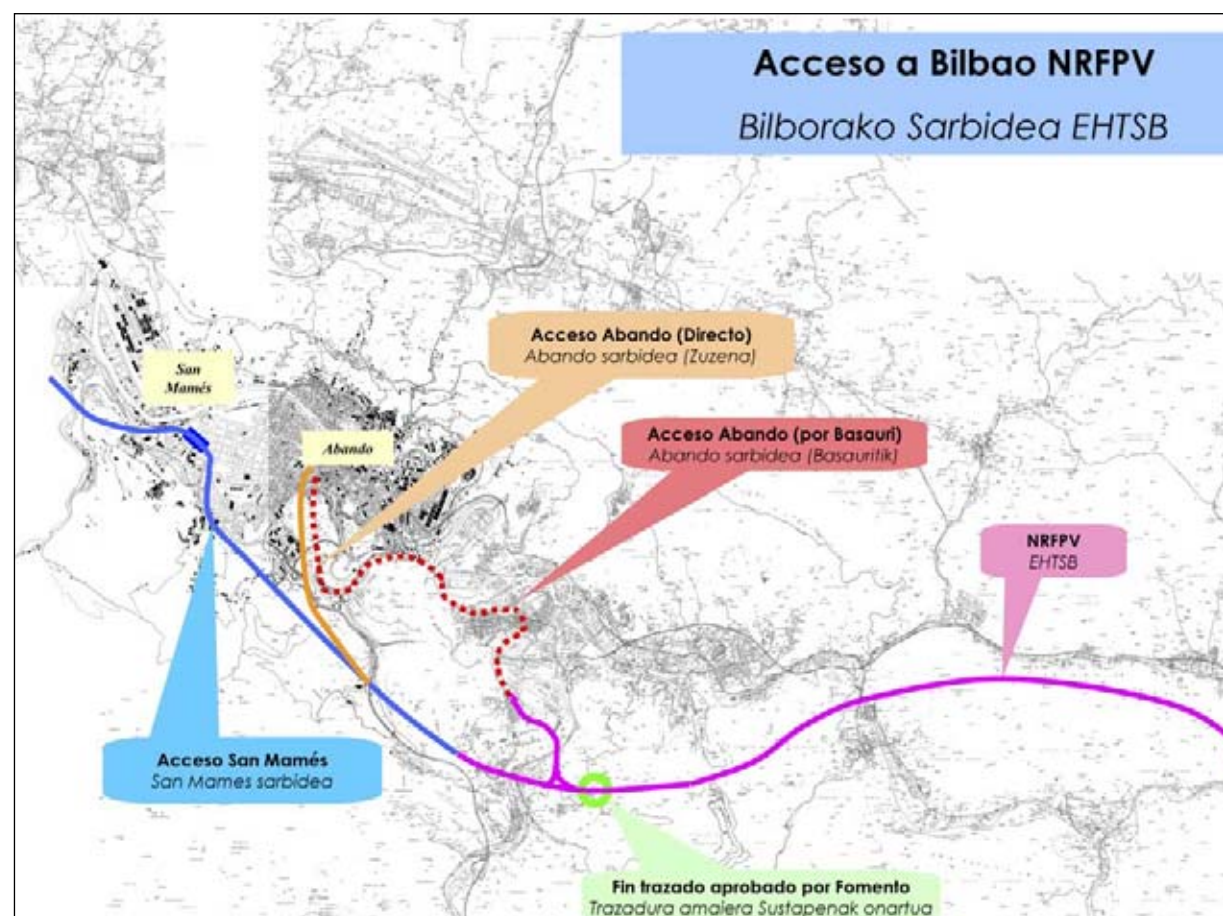 Acceso a Bilbao NRFPV
Bilborako Sarbidea EHTSB
Acceso Abando (Directo)
Abando sarbidea (Zuzena)
San
Mamés
Acceso Abando (por Basauri)
Abando sarbidea (Basauritik)
Abando
NRFPV
EHTSB
Acceso San Mamés
San Mames sarbidea
Fin trazado aprobado por Fomento
Trazadura amaiera Sustapenak onartua